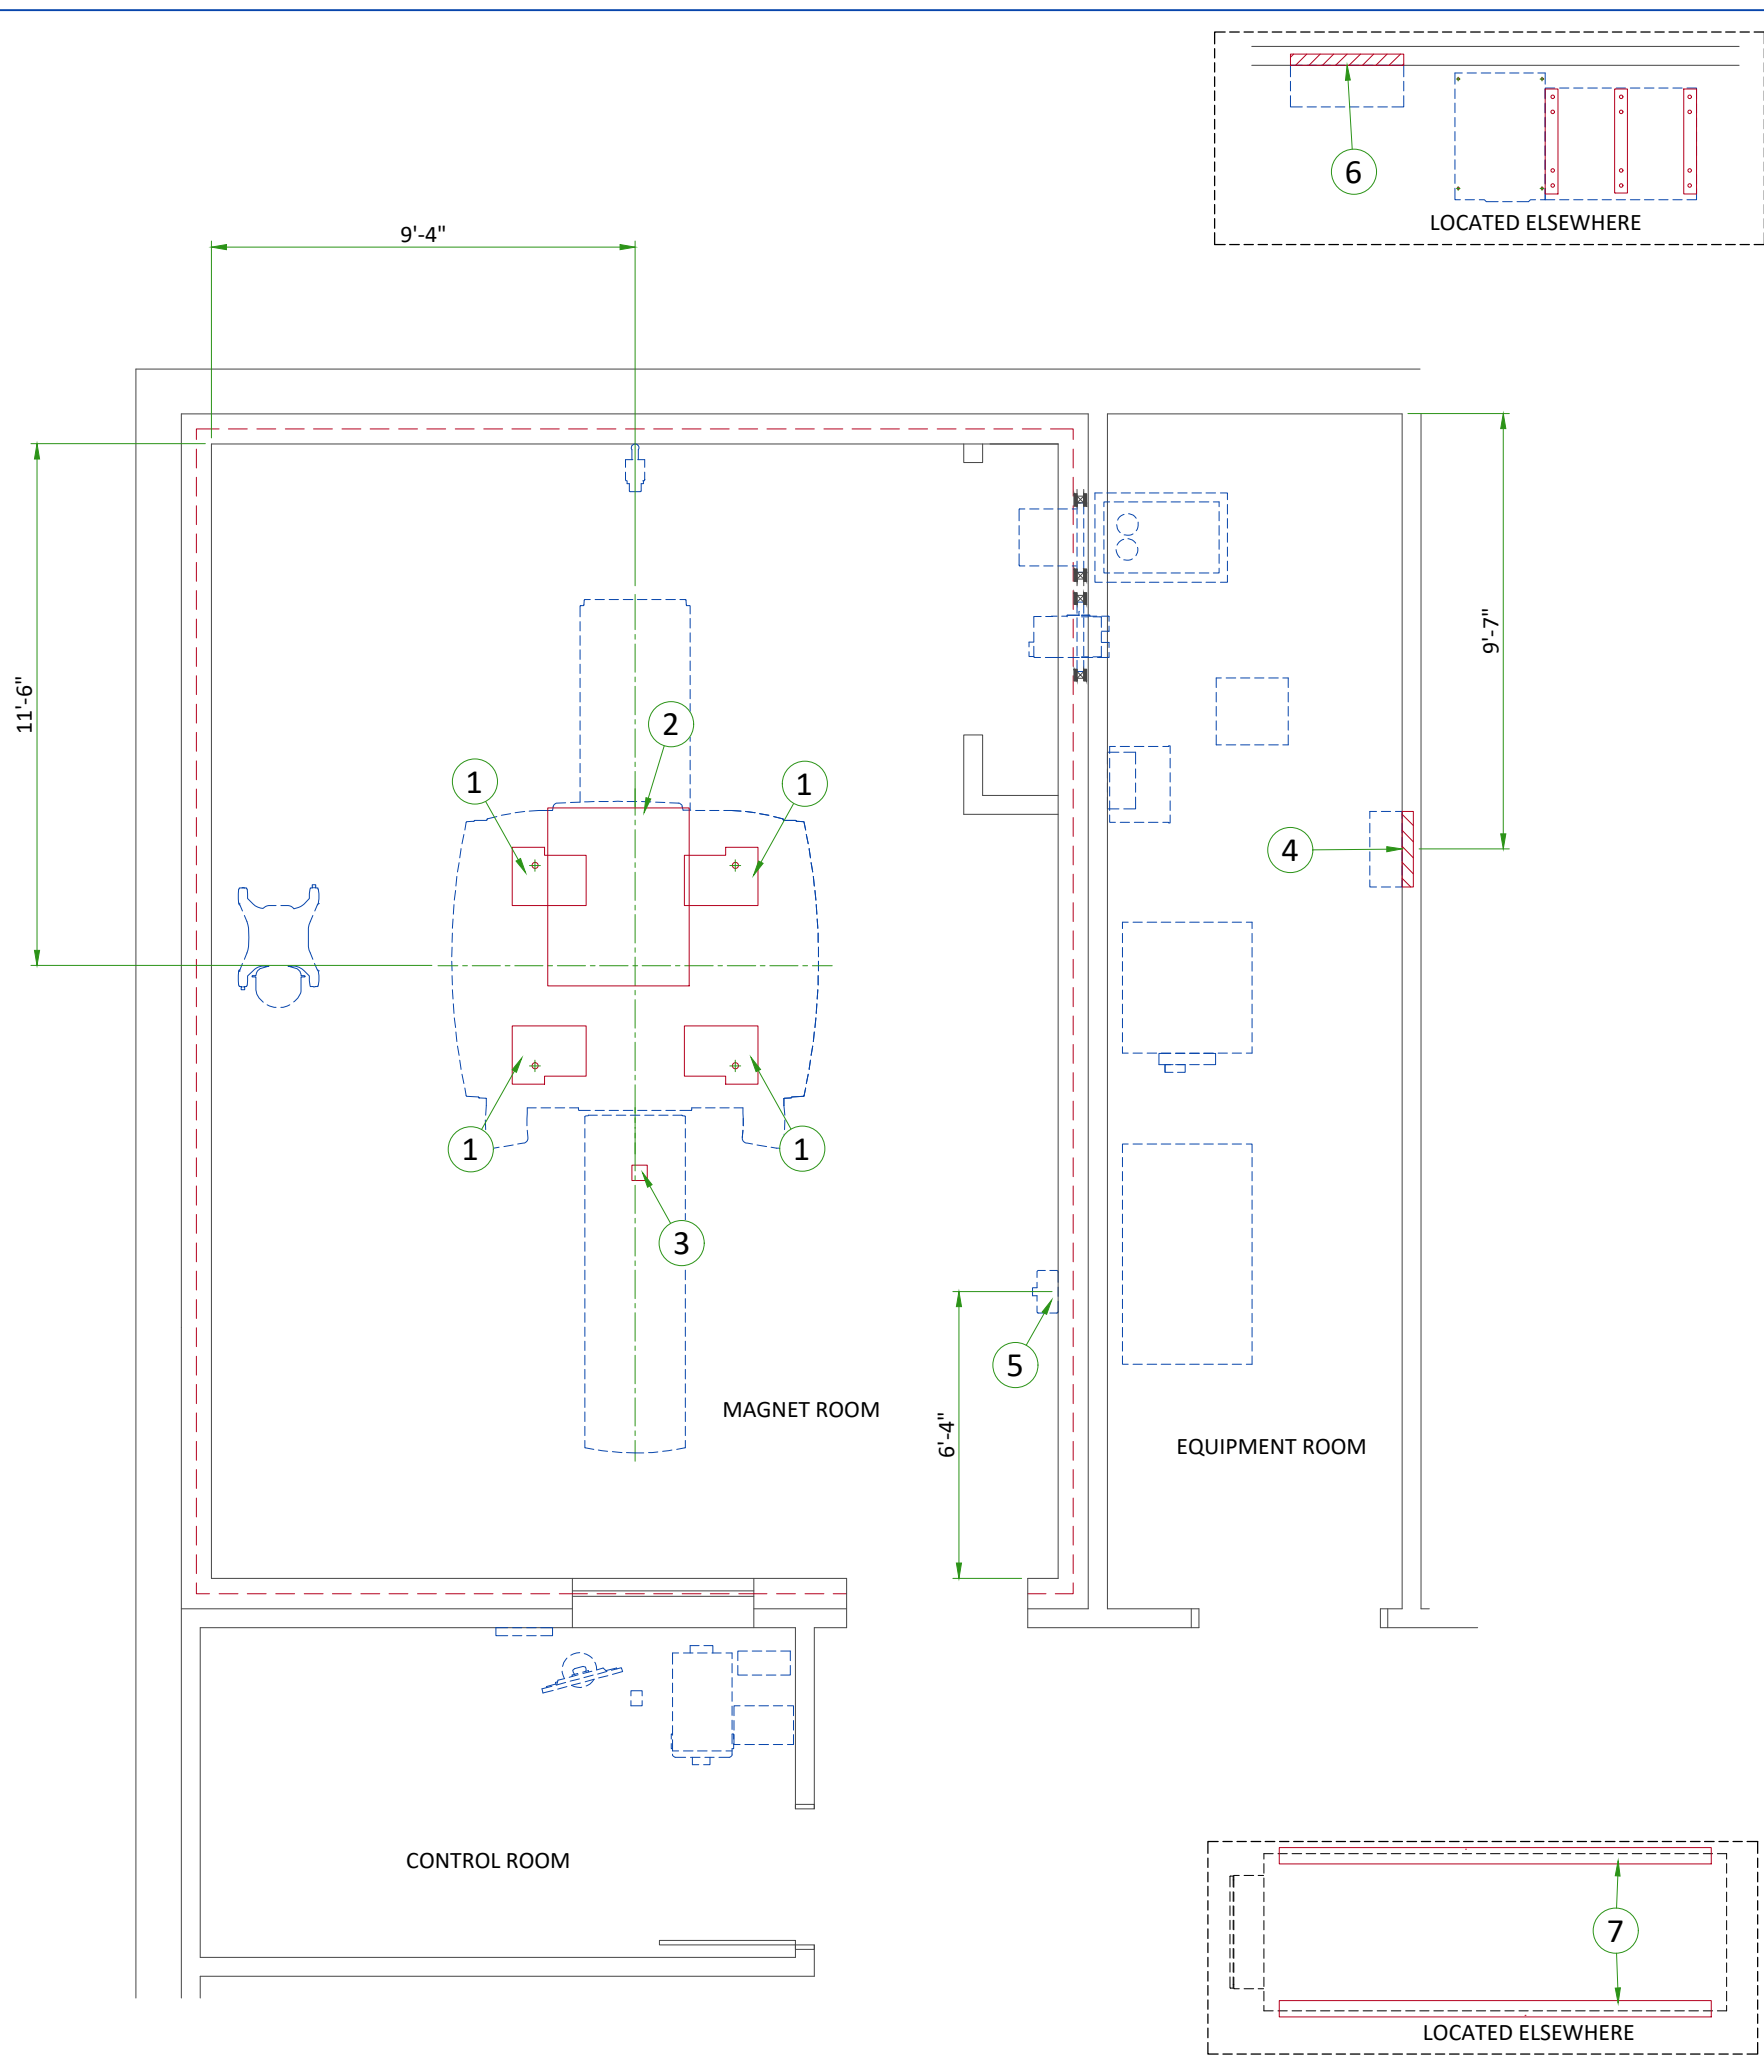 6
LOCATED ELSEWHERE
9'-4"
11'-6"
9'-7"
2
1
1
4
1
1
3
5
MAGNET ROOM
6'-4"
EQUIPMENT ROOM
CONTROL ROOM
7
LOCATED ELSEWHERE